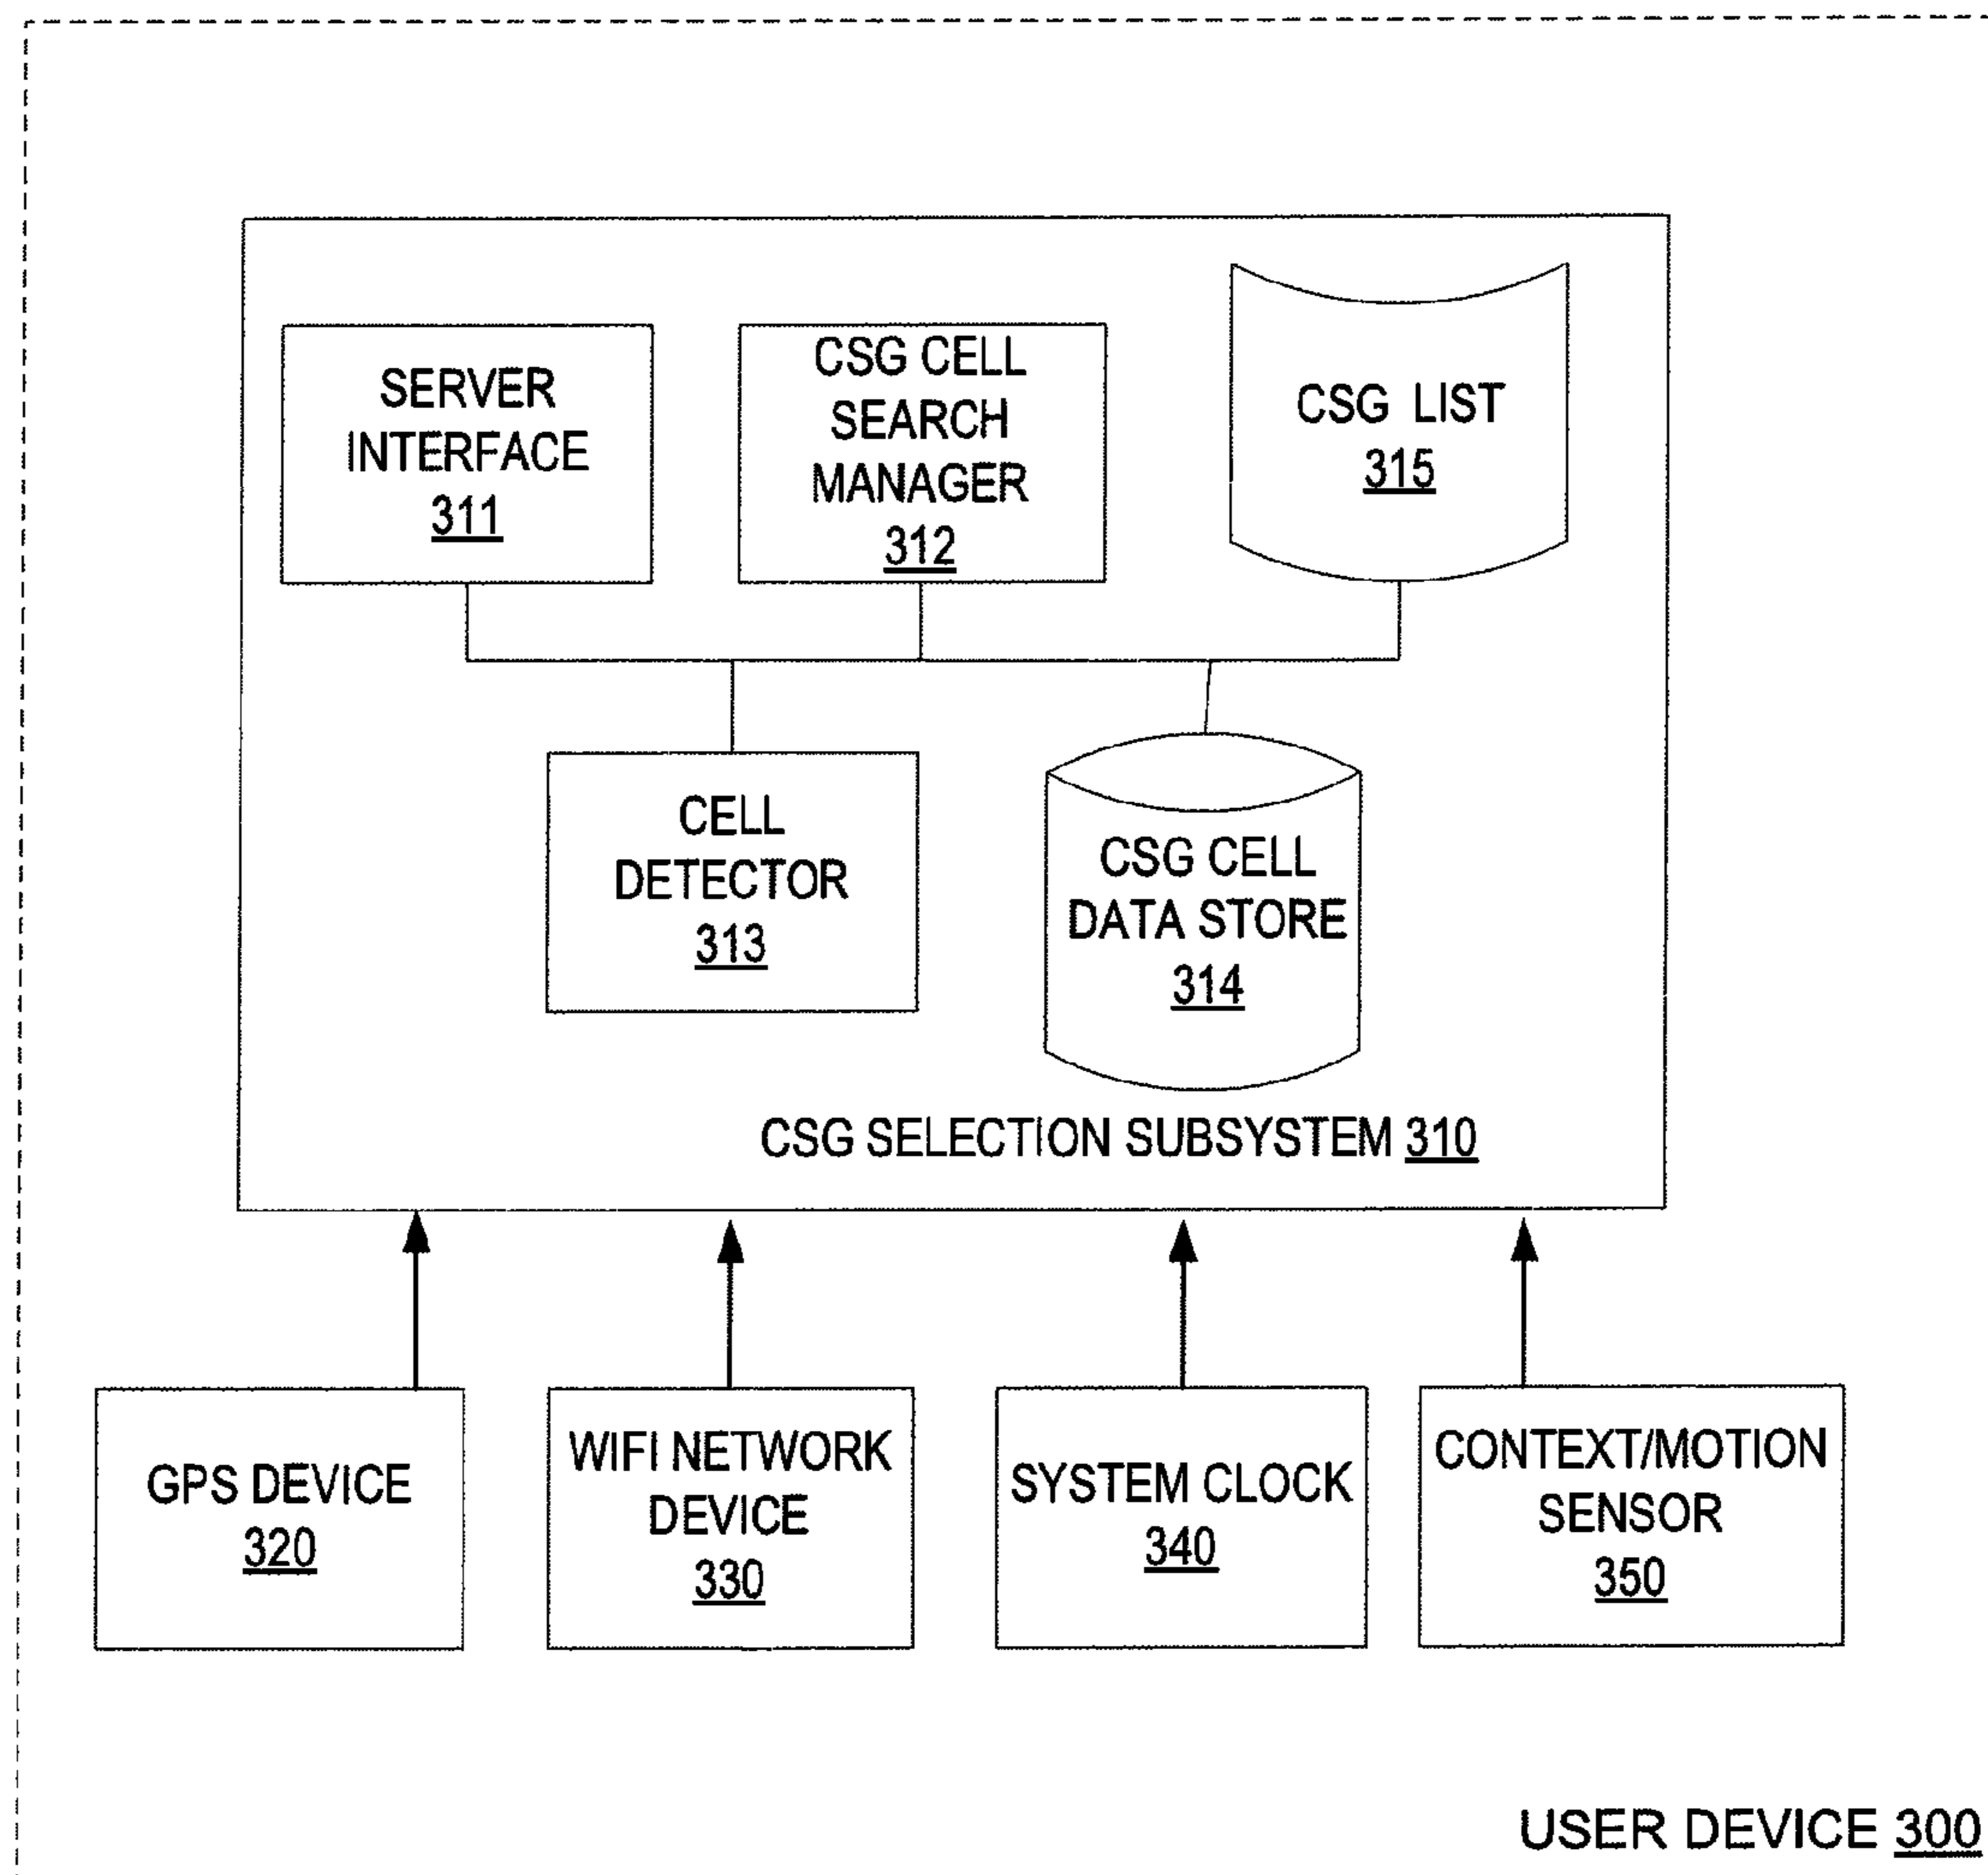 SERVER
INTERFACE
311
CSG CELL
SEARCH
MANAGER
312
CSG LIST
315
CELL
DETECTOR
313
CSG CELL
DATA STORE
314
CSG SELECTION SUBSYSTEM 310
GPS DEVICE
320
WIFI NETWORK
DEVICE
330
SYSTEM CLOCK
340
CONTEXT/MOTION
SENSOR
350
USER DEVICE 300